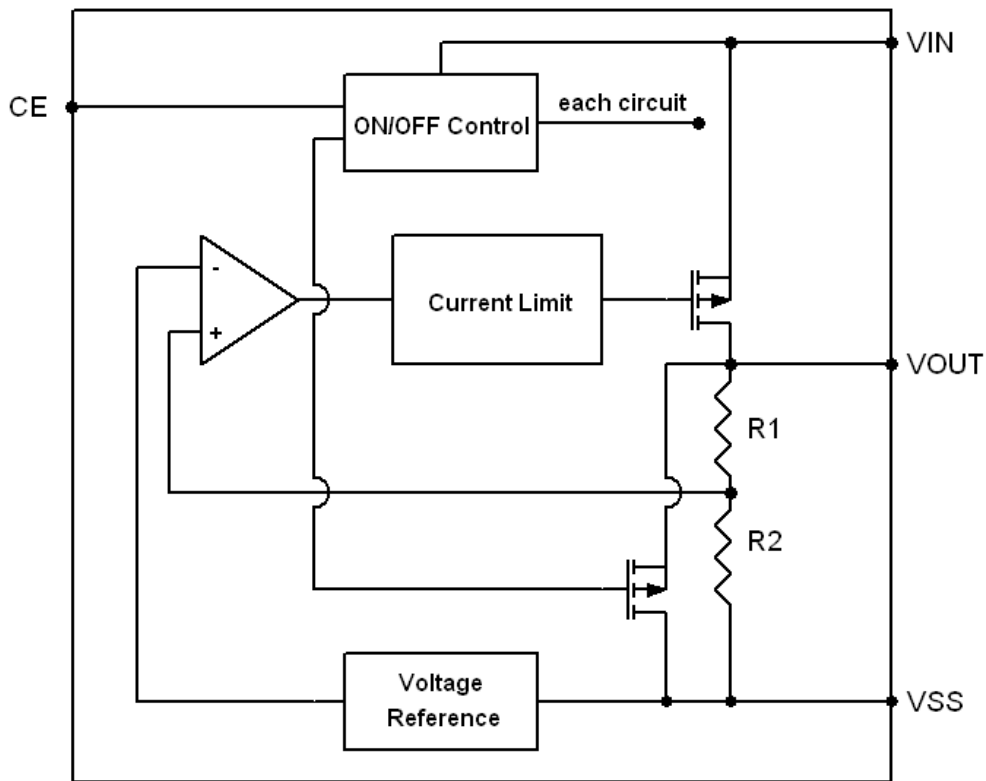 VIN
CE
each circuit
ON/OFF Control
-
Current Limit
+
VOUT
R1
R2
Voltage
Reference
VSS